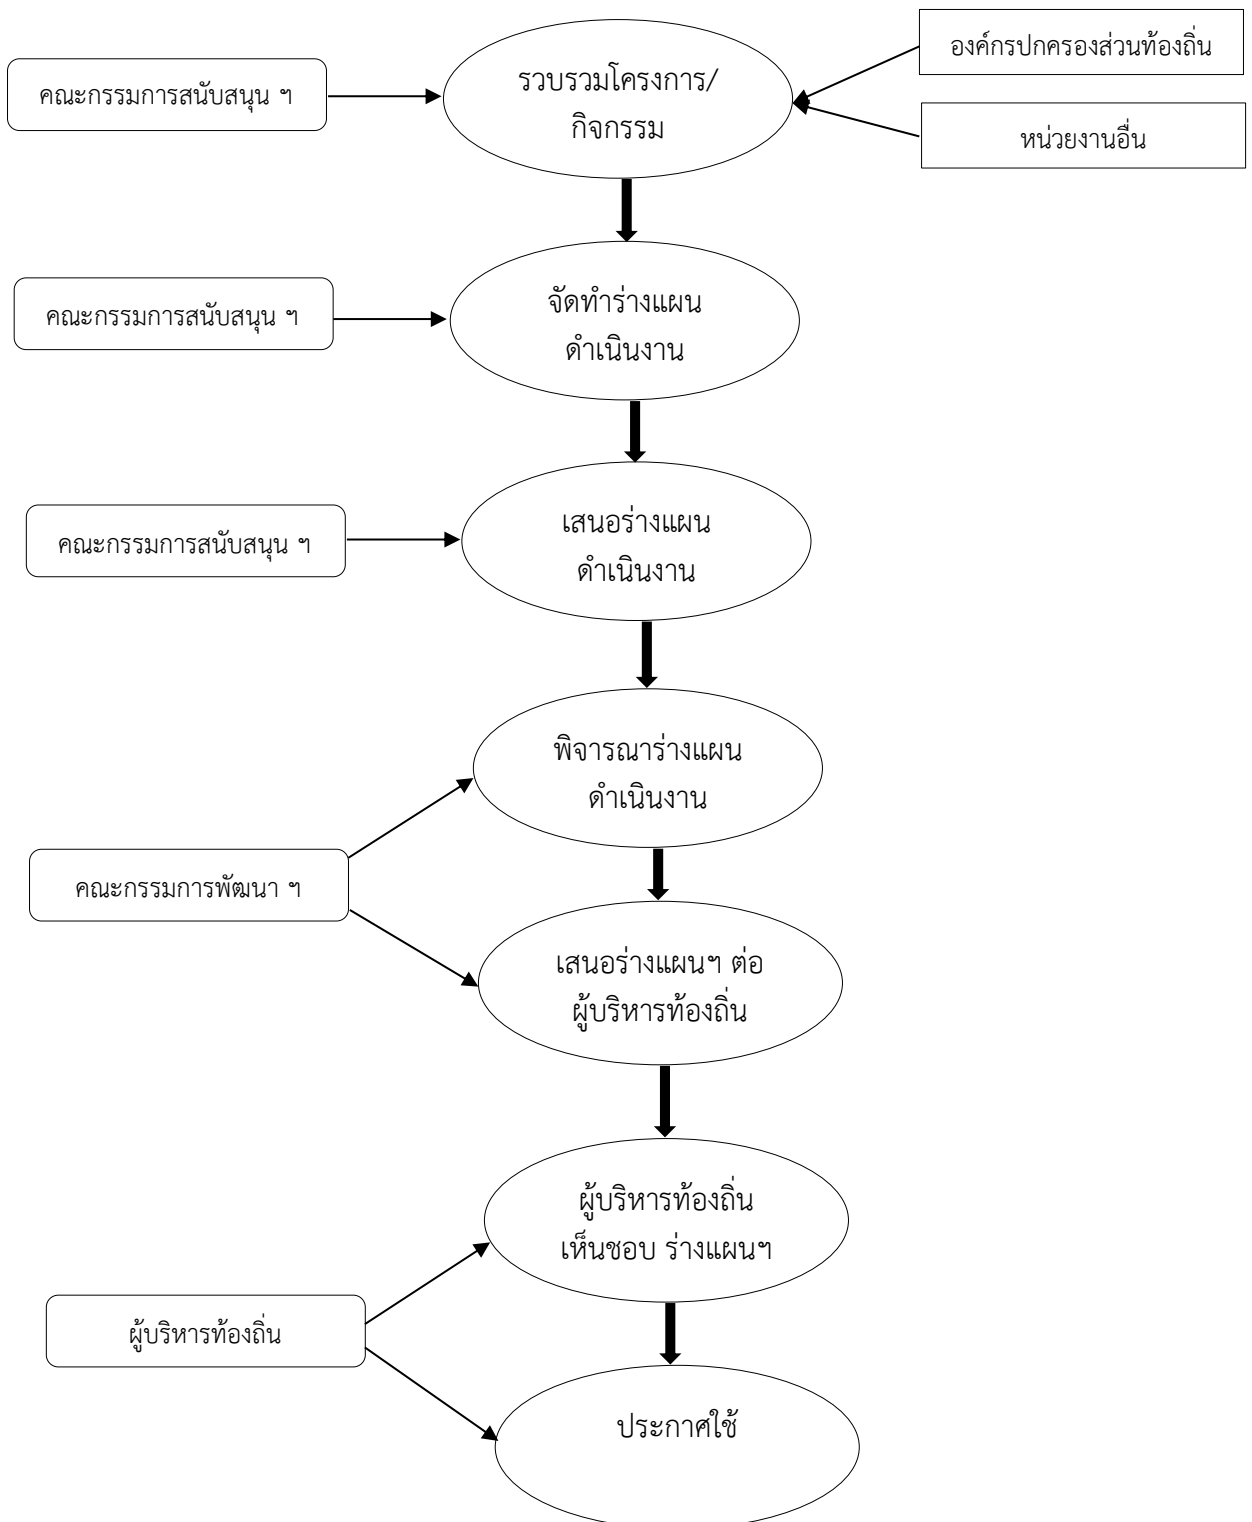 องค์กรปกครองส่วนท้องถิ่น
คณะกรรมการสนับสนุน ฯ
รวบรวมโครงการ/
กิจกรรม
หน่วยงานอื่น
คณะกรรมการสนับสนุน ฯ
จัดทำร่างแผน
ดำเนินงาน
คณะกรรมการสนับสนุน ฯ
เสนอร่างแผน
ดำเนินงาน
พิจารณาร่างแผน
ดำเนินงาน
คณะกรรมการพัฒนา ฯ
เสนอร่างแผนฯ ต่อ
ผู้บริหารท้องถิ่น
ผู้บริหารท้องถิ่น
เห็นชอบ ร่างแผนฯ
ผู้บริหารท้องถิ่น
ประกาศใช้